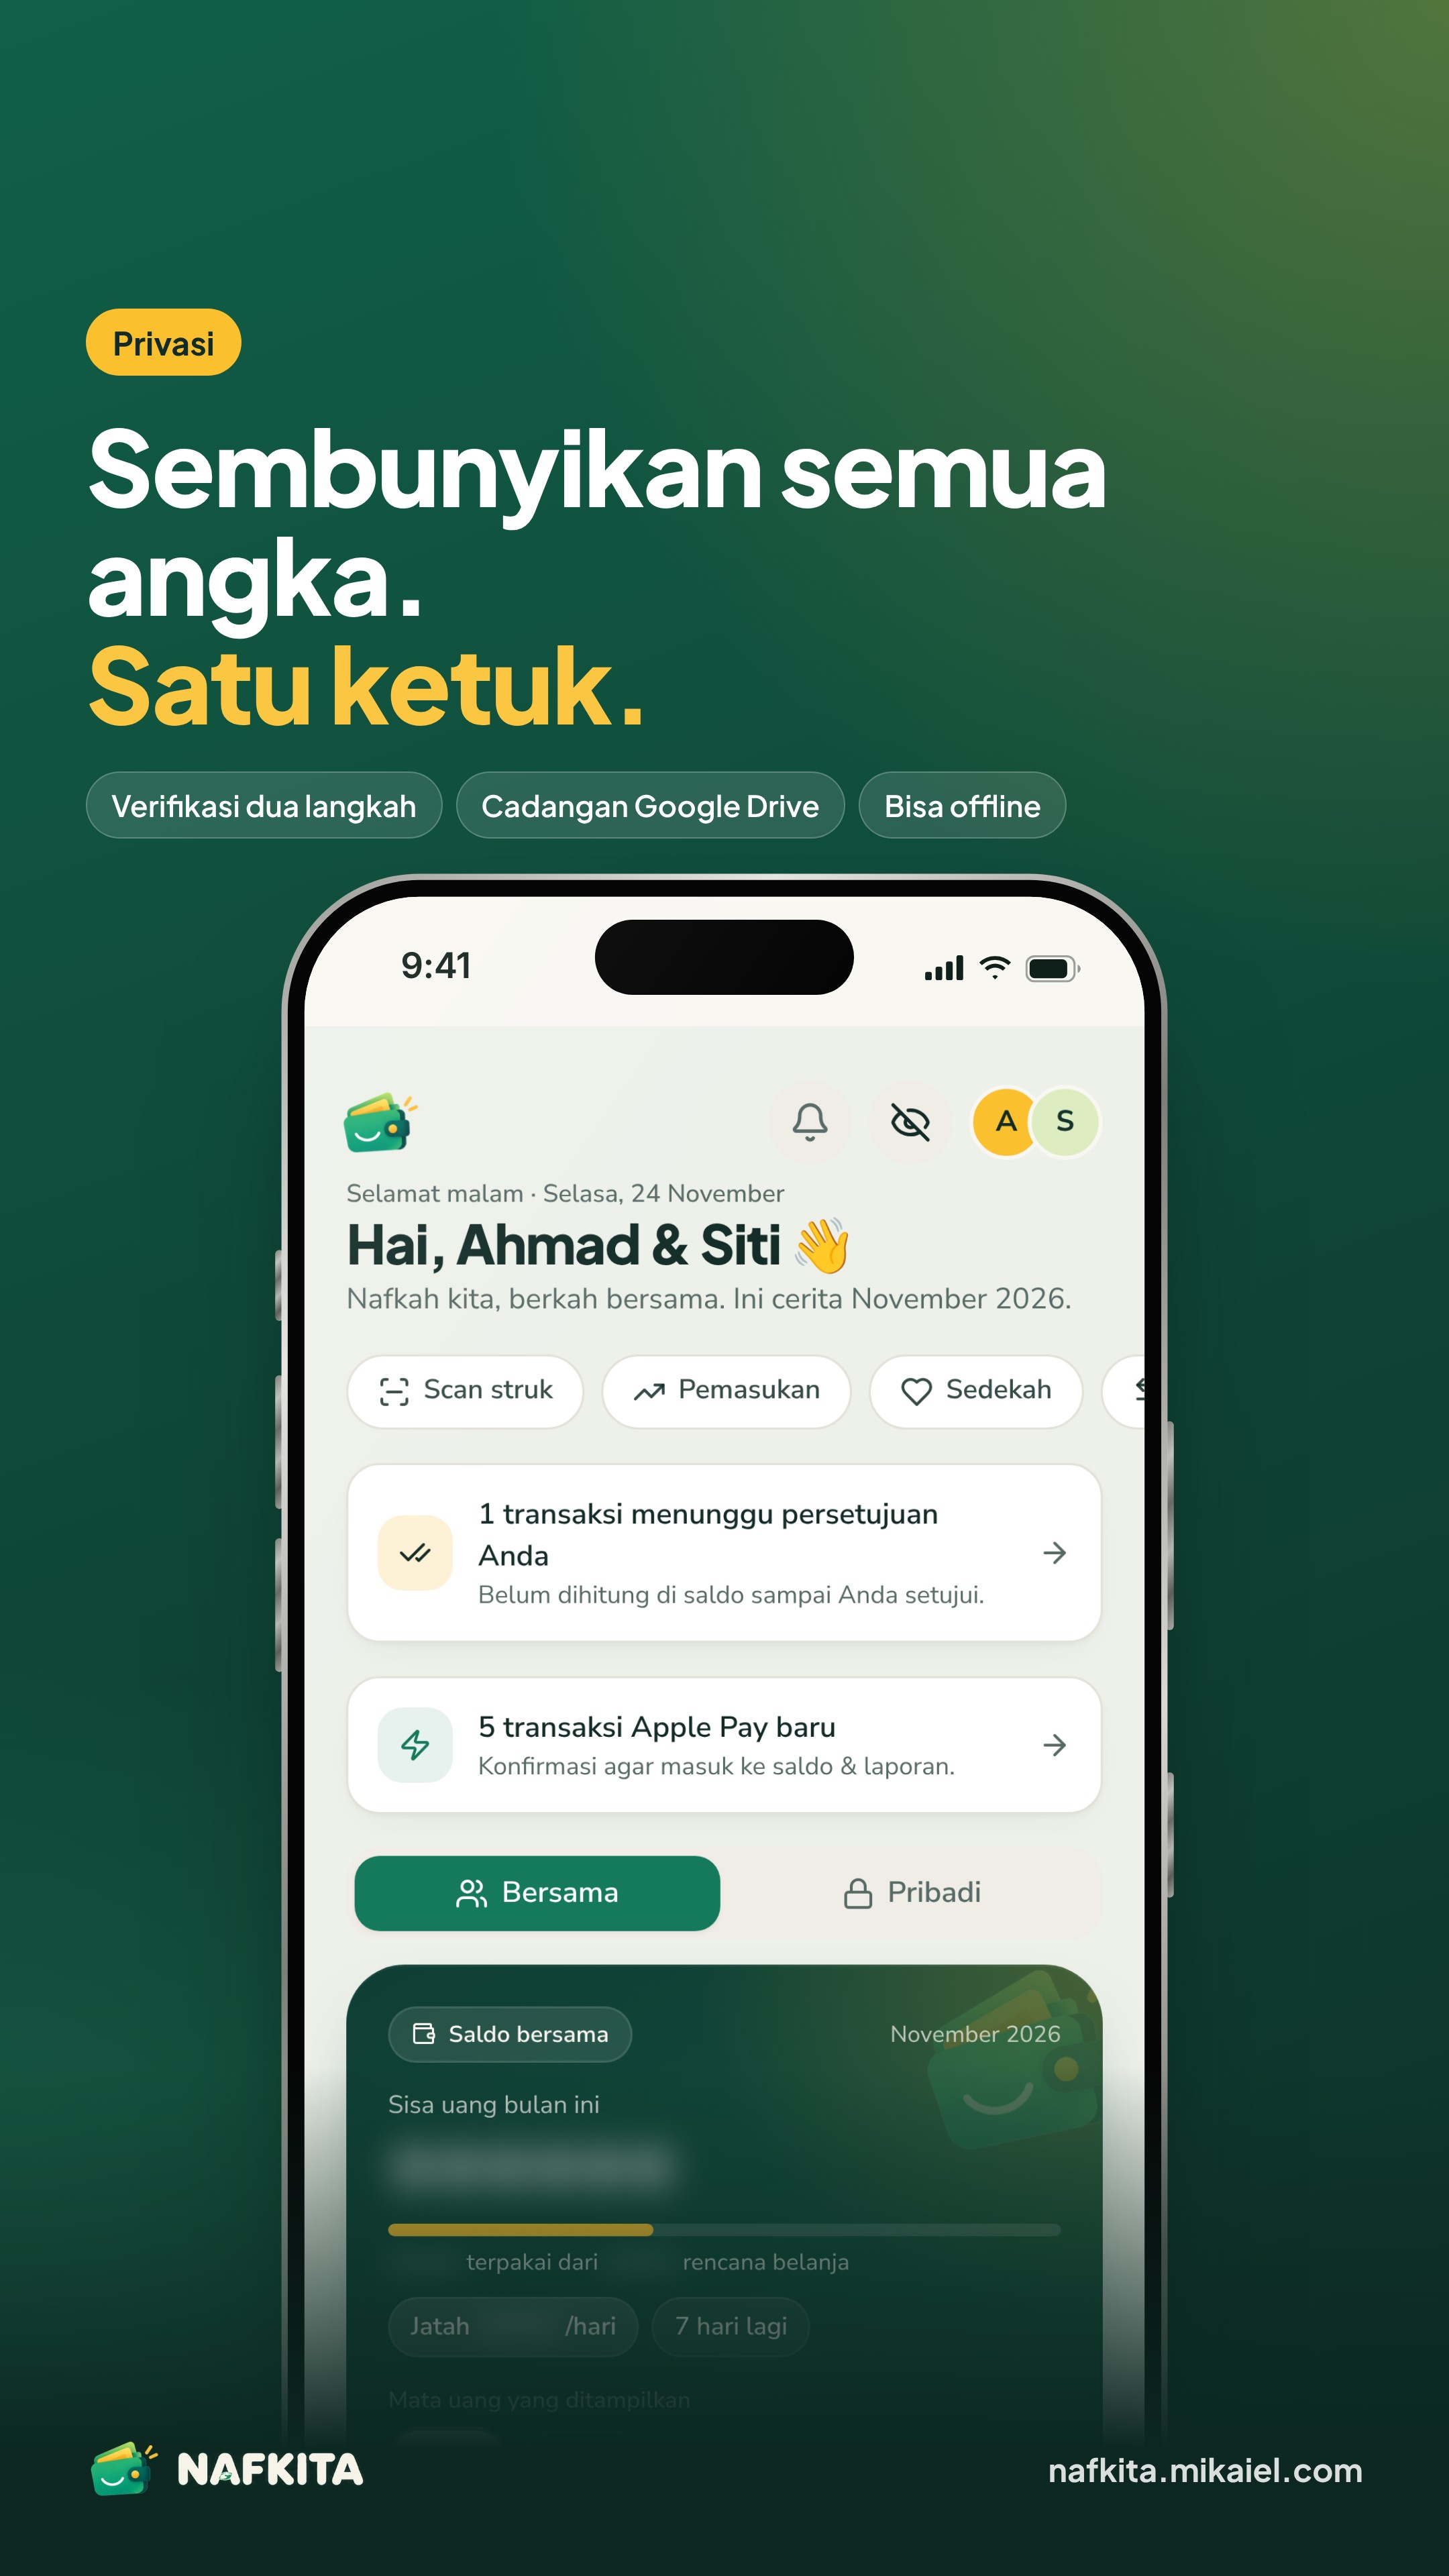 Privasi
Sembunyikan semua
angka.
Satu ketuk.
Verifikasi dua langkah
Cadangan Google Drive
Bisa offline
9:41
A
S
Selamat malam · Selasa, 24 November
Hai, Ahmad & Siti 👋
Nafkah kita, berkah bersama. Ini cerita November 2026.
Scan struk
Pemasukan
Sedekah
1 transaksi menunggu persetujuan
Anda
Belum dihitung di saldo sampai Anda setujui.
5 transaksi Apple Pay baru
Konfirmasi agar masuk ke saldo & laporan.
Bersama
Pribadi
Saldo bersama
November 2026
Sisa uang bulan ini
terpakai dari rencana belanja
Jatah /hari
7 hari lagi
Mata uang yang ditampilkan
NAFKITA
nafkita.mikaiel.com